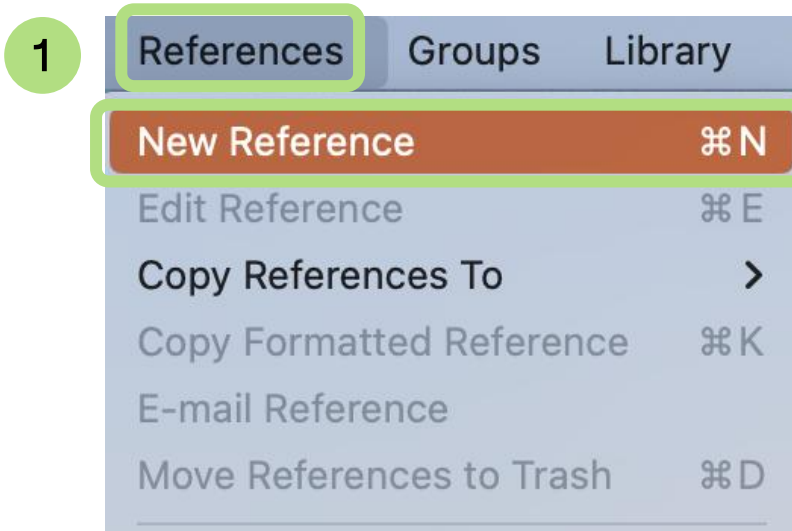 1
References Groups Library
New Reference ⌘N
Edit Reference ⌘E
Copy References To >
Copy Formatted Reference ⌘K
E-mail Reference
Move References to Trash ⌘D